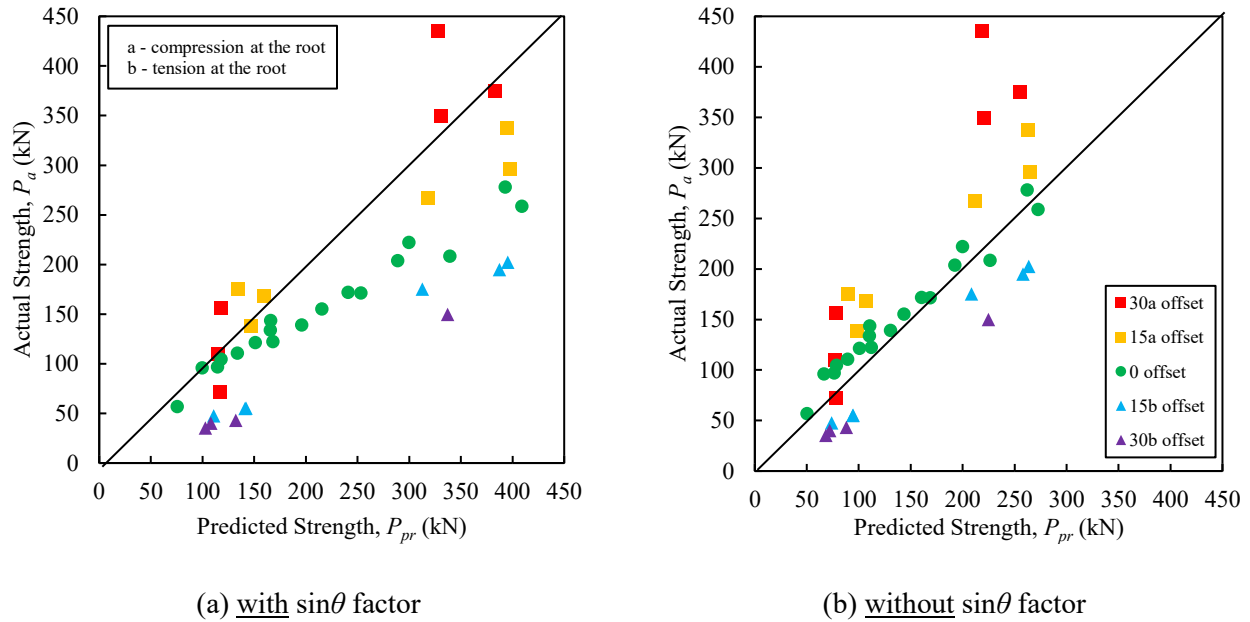 450
400
350
300
250
200
150
100
50
0
Actual Strength, Pa (kN)
a - compression at the root
b - tension at the root
0 50 100 150 200 250 300 350 400 450
Predicted Strength, Ppr (kN)
(a) with sinθ factor
450
400
350
300
250
200
150
100
50
0
Actual Strength, Pa (kN)
30a offset
15a offset
0 offset
15b offset
30b offset
0 50 100 150 200 250 300 350 400 450
Predicted Strength, Ppr (kN)
(b) without sinθ factor